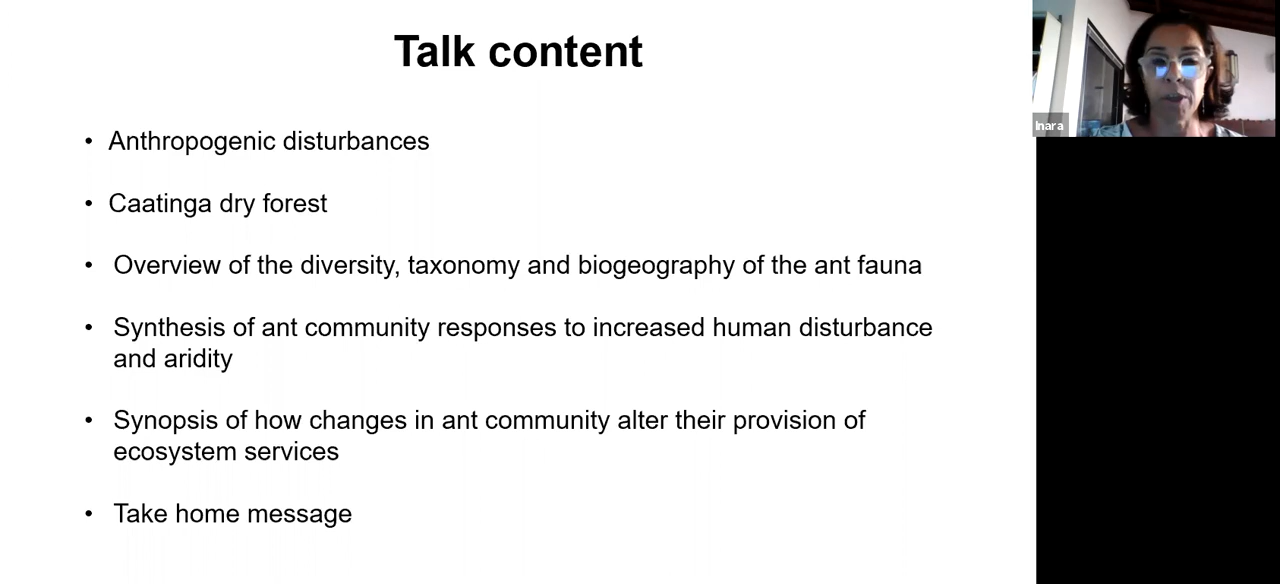 Talk content
• Anthropogenic disturbances
• Caatinga dry forest
• Overview of the diversity, taxonomy and biogeography of the ant fauna
• Synthesis of ant community responses to increased human disturbance
and aridity
• Synopsis of how changes in ant community alter their provision of
ecosystem services
• Take home message
Inara